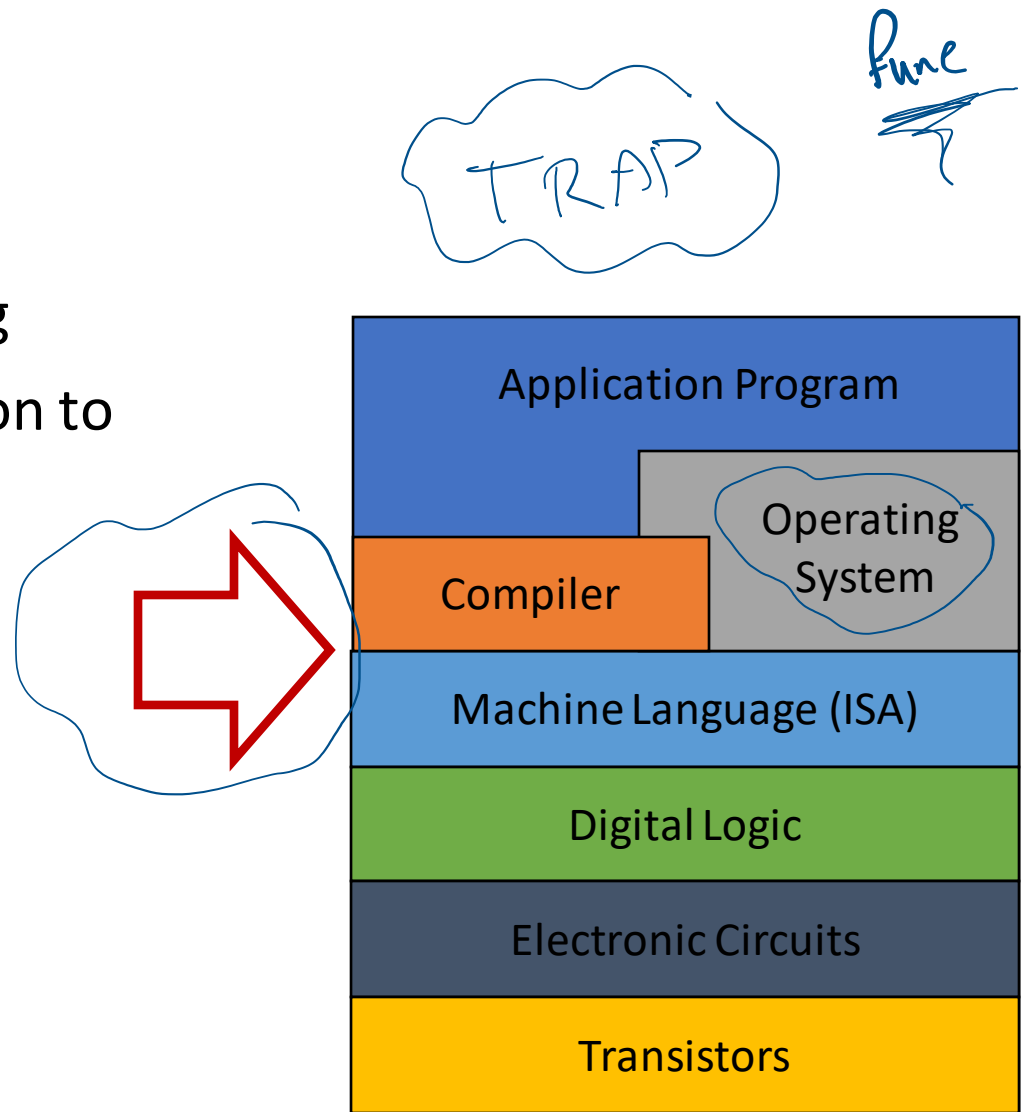 func
TRAP
g
on to
Application Program
Operating
System
Compiler
Machine Language (ISA)
Digital Logic
Electronic Circuits
Transistors